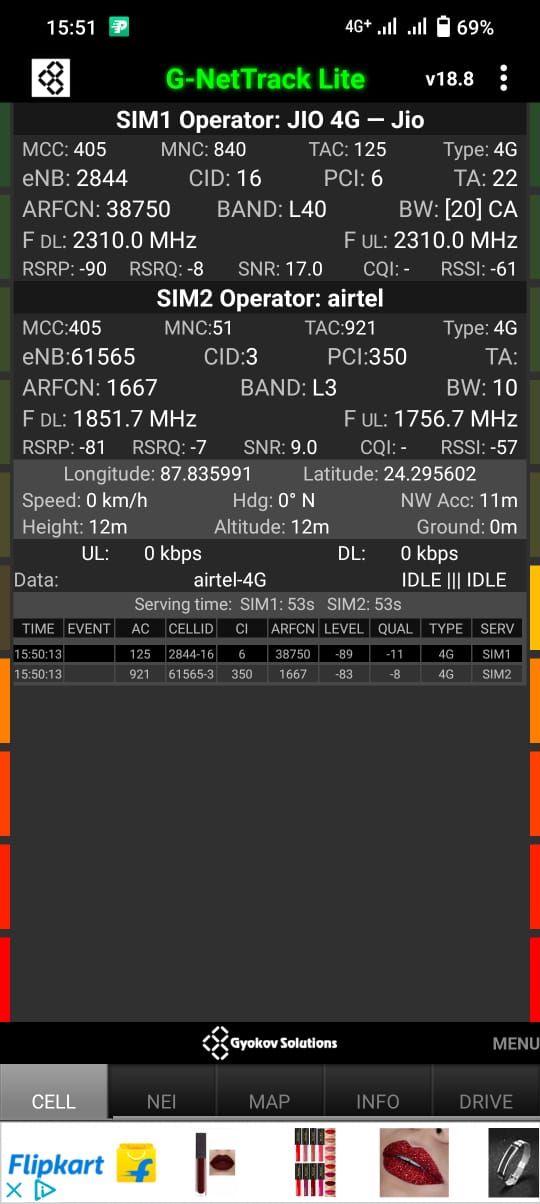 15:51 4G+ 69%
G-NetTrack Lite v18.8
SIM1 Operator: JIO 4G — Jio
MCC: 405 MNC: 840 TAC: 125 Type: 4G
eNB: 2844 CID: 16 PCI: 6 TA: 22
ARFCN: 38750 BAND: L40 BW: [20] CA
F DL: 2310.0 MHz F UL: 2310.0 MHz
RSRP: -90 RSRQ: -8 SNR: 17.0 CQI: - RSSI: -61
SIM2 Operator: airtel
MCC:405 MNC:51 TAC:921 Type: 4G
eNB:61565 CID:3 PCI:350 TA:
ARFCN: 1667 BAND: L3 BW: 10
F DL: 1851.7 MHz F UL: 1756.7 MHz
RSRP: -81 RSRQ: -7 SNR: 9.0 CQI: - RSSI: -57
Longitude: 87.835991 Latitude: 24.295602
Speed: 0 km/h Hdg: 0° N NW Acc: 11m
Height: 12m Altitude: 12m Ground: 0m
UL: 0 kbps DL: 0 kbps
Data: airtel-4G IDLE ||| IDLE
Serving time: SIM1: 53s SIM2: 53s
TIME EVENT AC CELLID CI ARFCN LEVEL QUAL TYPE SERV
15:50:13 125 2844-16 6 38750 -89 -11 4G SIM1
15:50:13 921 61565-3 350 1667 -83 -8 4G SIM2
Gyokov Solutions MENU
CELL NEI MAP INFO DRIVE
Flipkart